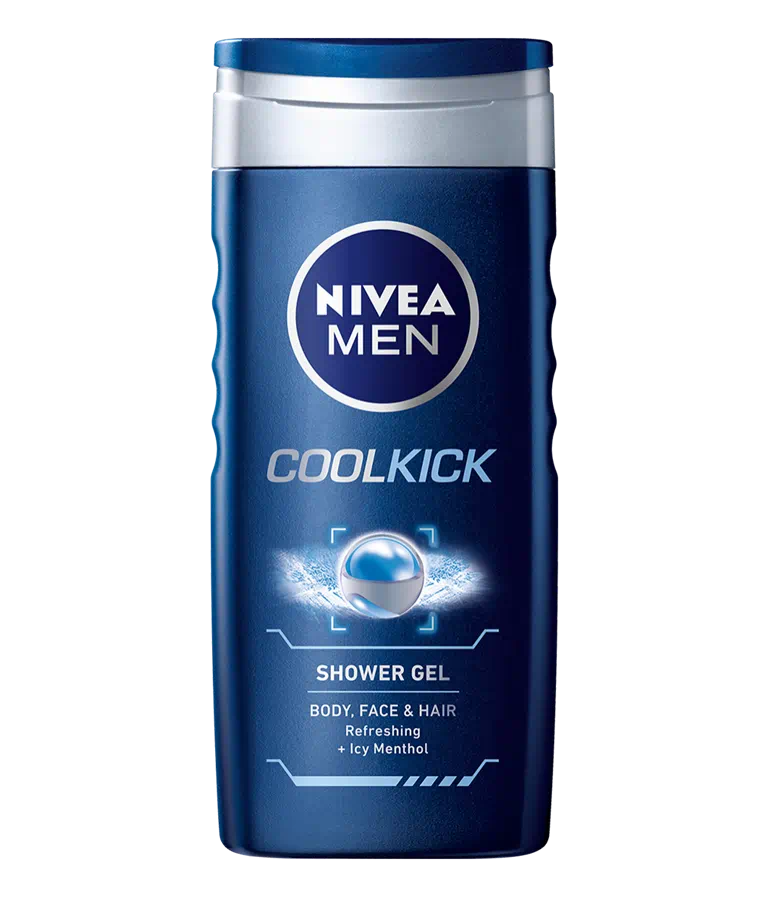 NIVEA
MEN
COOLKICK
SHOWER GEL
BODY, FACE & HAIR
Refreshing
+ Icy Menthol